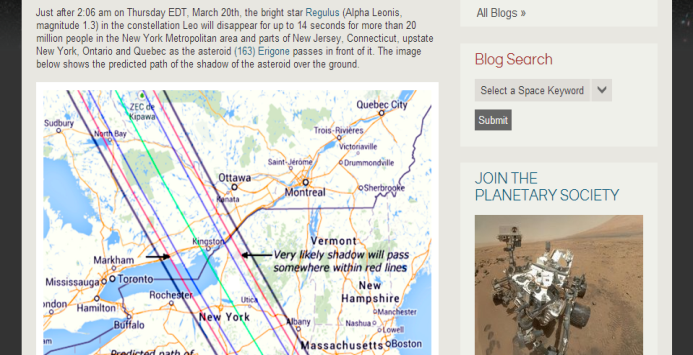 Just after 2:06 am on Thursday EDT, March 20th, the bright star Regulus (Alpha Leonis,
magnitude 1.3) in the constellation Leo will disappear for up to 14 seconds for more than 20
million people in the New York Metropolitan area and parts of New Jersey, Connecticut, upstate
New York, Ontario and Quebec as the asteroid (163) Erigone passes in front of it. The image
below shows the predicted path of the shadow of the asteroid over the ground.
ZEC de
Kipawa
Quebec City
Sudbury
North Bay
Trois-Rivières
Victoriaville
Saint-Jérôme
Drummondville
Ottawa
Montreal
Sherbrooke
Kanata
Kingston
Vermont
Very likely shadow will pass
somewhere within red lines
Markham
Mississauga
Toronto
New
Hampshire
ndon
Hamilton
Rochester
Utica
Manchester
Buffalo
New York
Albany
Nashua
Lowell
Massachusetts
Boston
Predicted path of
All Blogs »
Blog Search
Select a Space Keyword
Submit
JOIN THE
PLANETARY SOCIETY